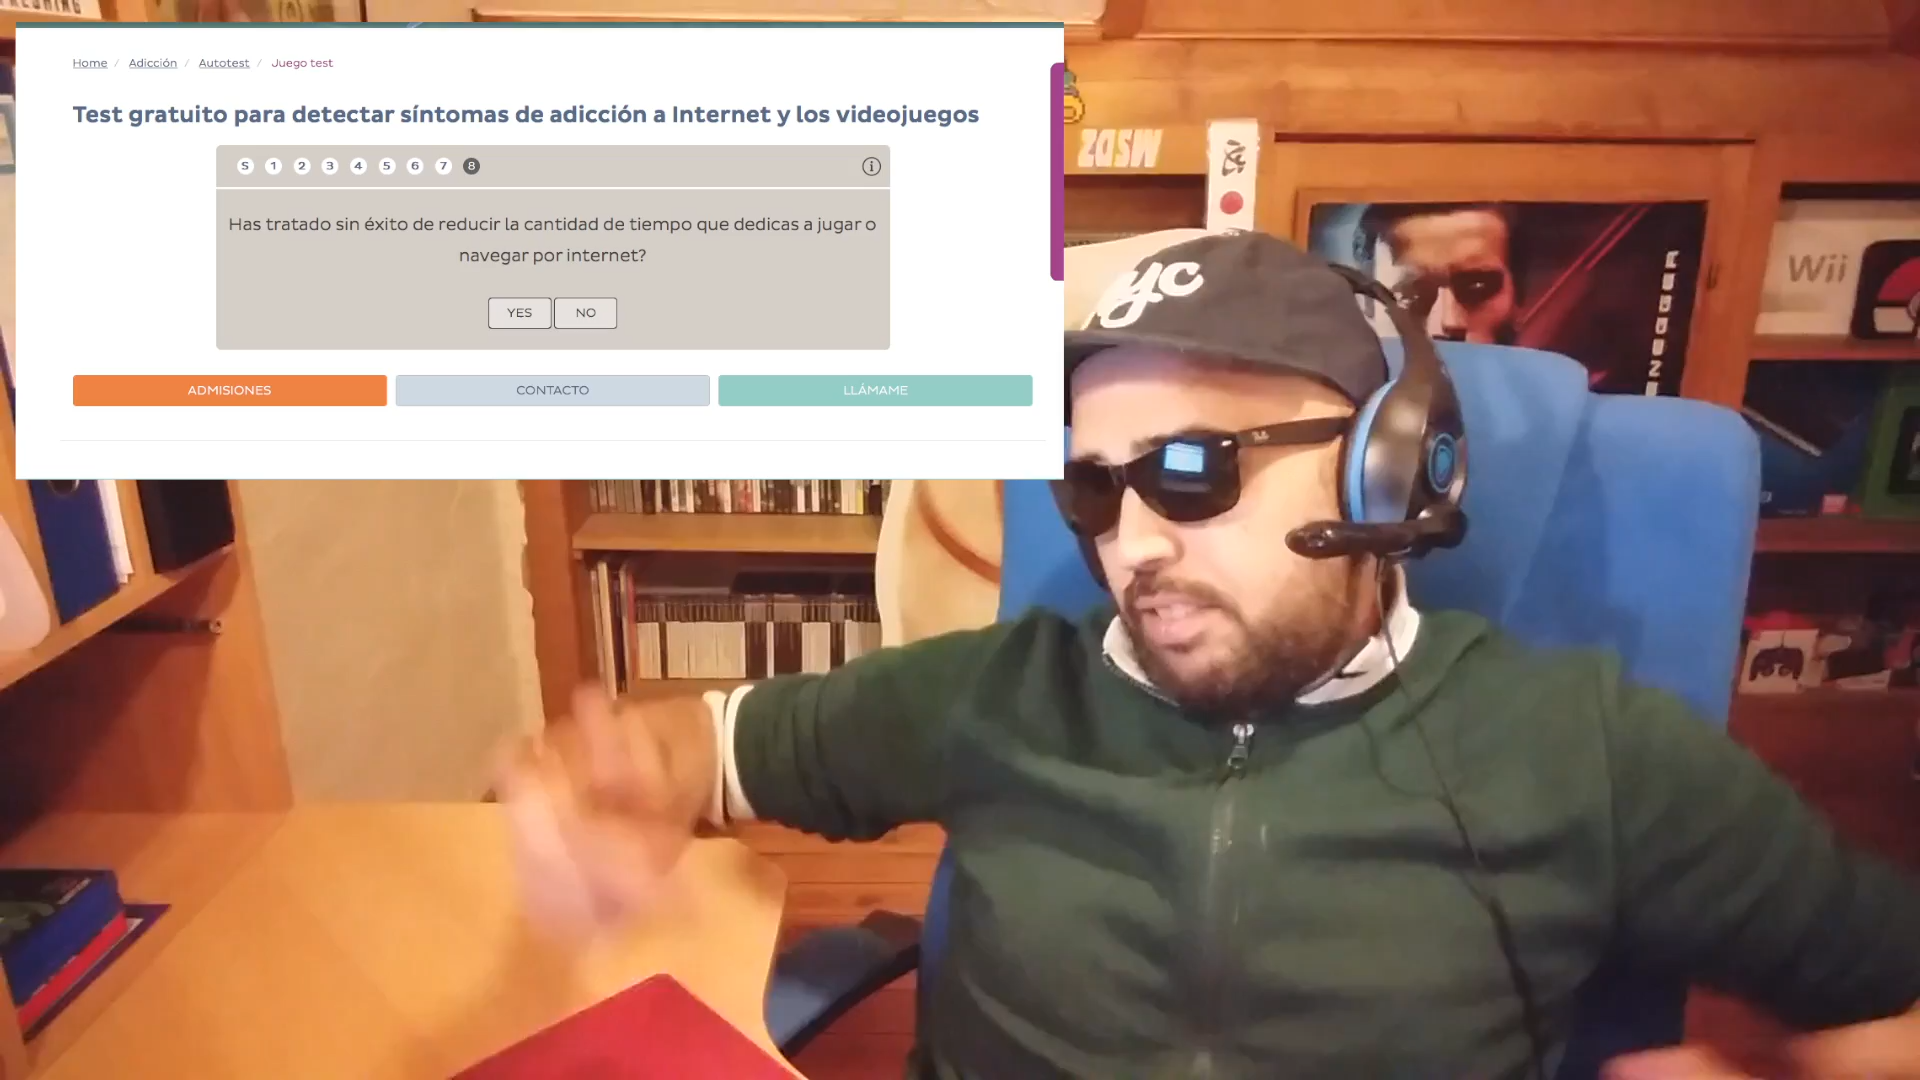 Home / Adicción / Autotest / Juego test
Test gratuito para detectar síntomas de adicción a Internet y los videojuegos
S 1 2 3 4 5 6 7 8
i
Has tratado sin éxito de reducir la cantidad de tiempo que dedicas a jugar o
navegar por internet?
YES NO
ADMISIONES CONTACTO LLÁMAME
nyc
Wii